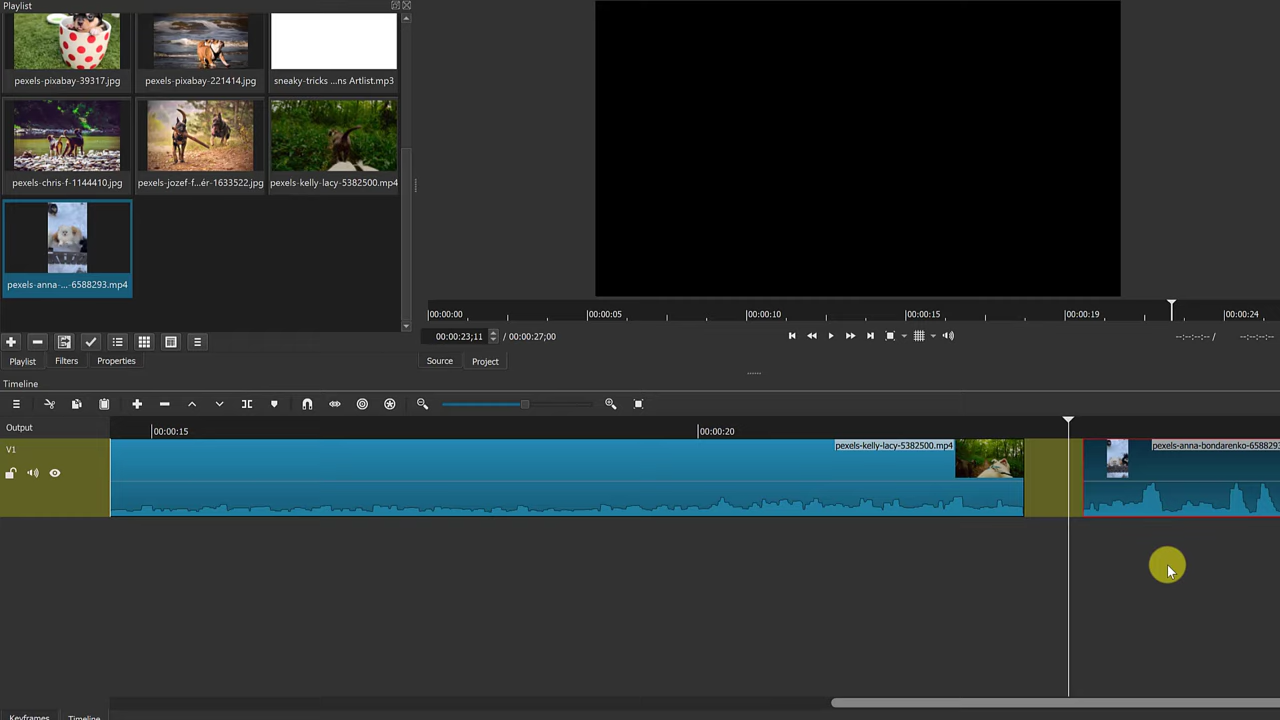 Playlist
pexels-pixabay-39317.jpg
pexels-pixabay-221414.jpg
sneaky-tricks ...ns Artlist.mp3
pexels-chris-f-1144410.jpg
pexels-jozef-f...ér-1633522.jpg
pexels-kelly-lacy-5382500.mp4
pexels-anna-...-6588293.mp4
00:00:00
00:00:05
00:00:10
00:00:15
00:00:19
00:00:24
00:00:23;11
/ 00:00:27;00
--:--:--:-- /
--:--:--:--
Playlist
Filters
Properties
Source
Project
Timeline
Output
00:00:15
00:00:20
V1
pexels-kelly-lacy-5382500.mp4
pexels-anna-bondarenko-6588293
Keyframes
Timeline